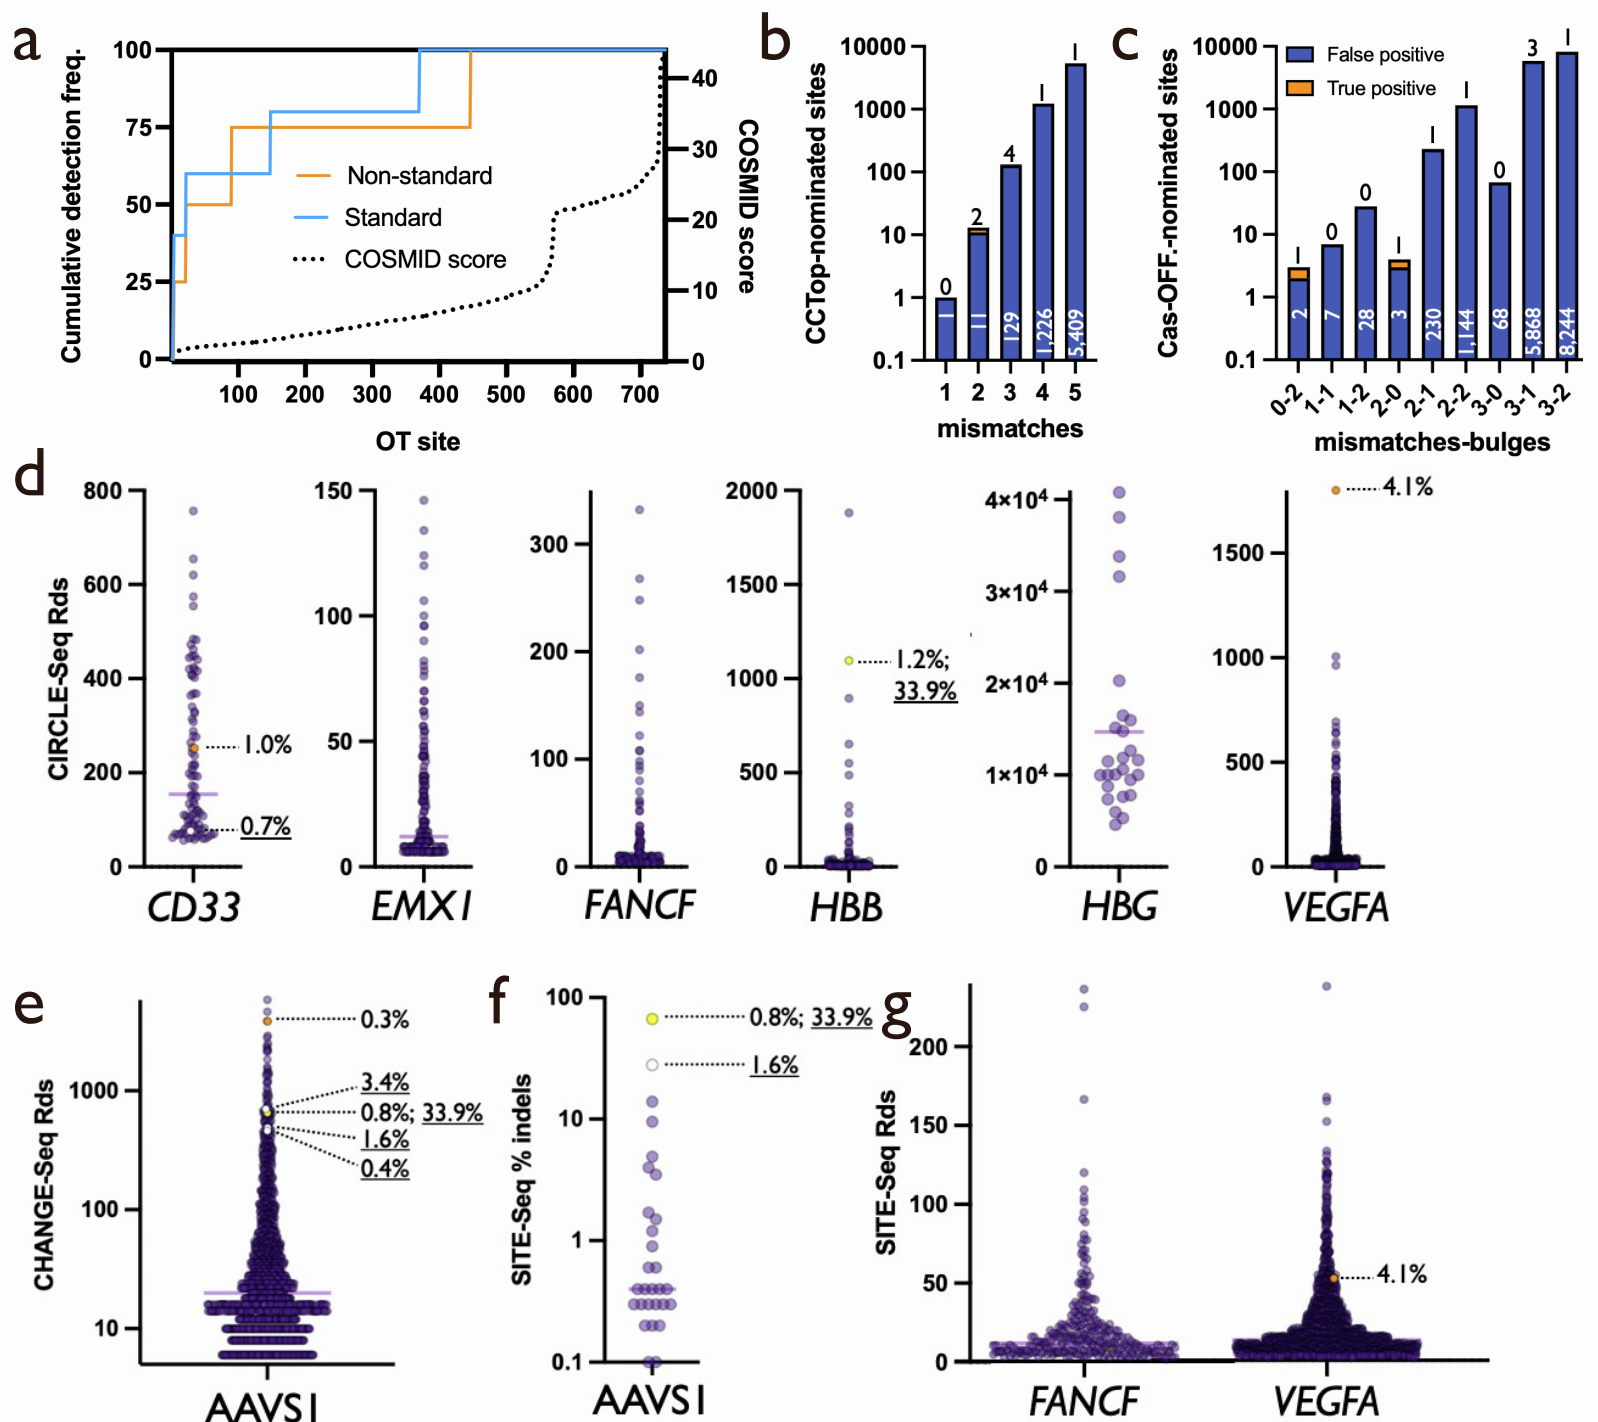 a
Cumulative detection freq.
100
75
50
25
0
Non-standard
Standard
COSMID score
40
30
20
10
0
COSMID score
100 200 300 400 500 600 700
OT site
b
CCTop-nominated sites
10000
1000
100
10
1
0.1
0 2 4 1 1
1 11 129 1,226 5,409
1 2 3 4 5
mismatches
c
Cas-OFF.-nominated sites
10000
1000
100
10
1
0.1
False positive
True positive
1 0 0 1 1 1 0 3 1
2 7 28 3 230 1,144 68 5,868 8,244
0-2 1-1 1-2 2-0 2-1 2-2 3-0 3-1 3-2
mismatches-bulges
d
CIRCLE-Seq Rds
800
600
400
200
0
1.0%
0.7%
CD33
150
100
50
0
EMX1
300
200
100
0
FANCF
2000
1500
1000
500
0
1.2%;
33.9%
HBB
4×10⁴
3×10⁴
2×10⁴
1×10⁴
0
HBG
1500
1000
500
0
4.1%
VEGFA
e
CHANGE-Seq Rds
1000
100
10
0.3%
3.4%
0.8%; 33.9%
1.6%
0.4%
AAVS1
f
SITE-Seq % indels
100
10
1
0.1
0.8%; 33.9%
1.6%
AAVS1
g
SITE-Seq Rds
200
150
100
50
0
4.1%
FANCF
VEGFA